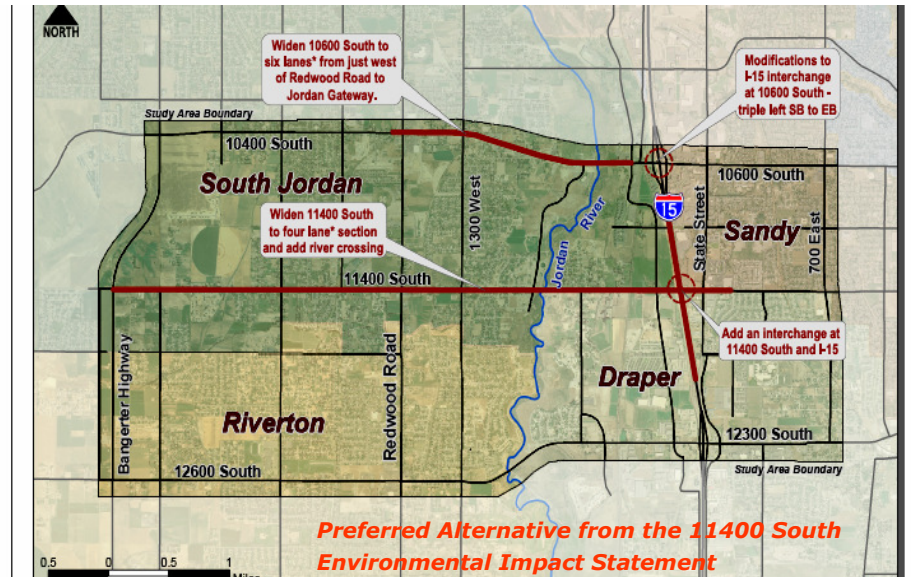 NORTH
Widen 10600 South to
six lanes* from just west
of Redwood Road to
Jordan Gateway.
Modifications to
I-15 interchange
at 10600 South -
triple left SB to EB
Study Area Boundary
10400 South
10600 South
South Jordan
1300 West
15
State Street
Sandy
700 East
Widen 11400 South
to four lane* section
and add river crossing
Jordan River
11400 South
Add an interchange at
11400 South and I-15
Bangerter Highway
Redwood Road
Draper
Riverton
12300 South
12600 South
Study Area Boundary
Preferred Alternative from the 11400 South
Environmental Impact Statement
0.5 0 0.5 1
Miles